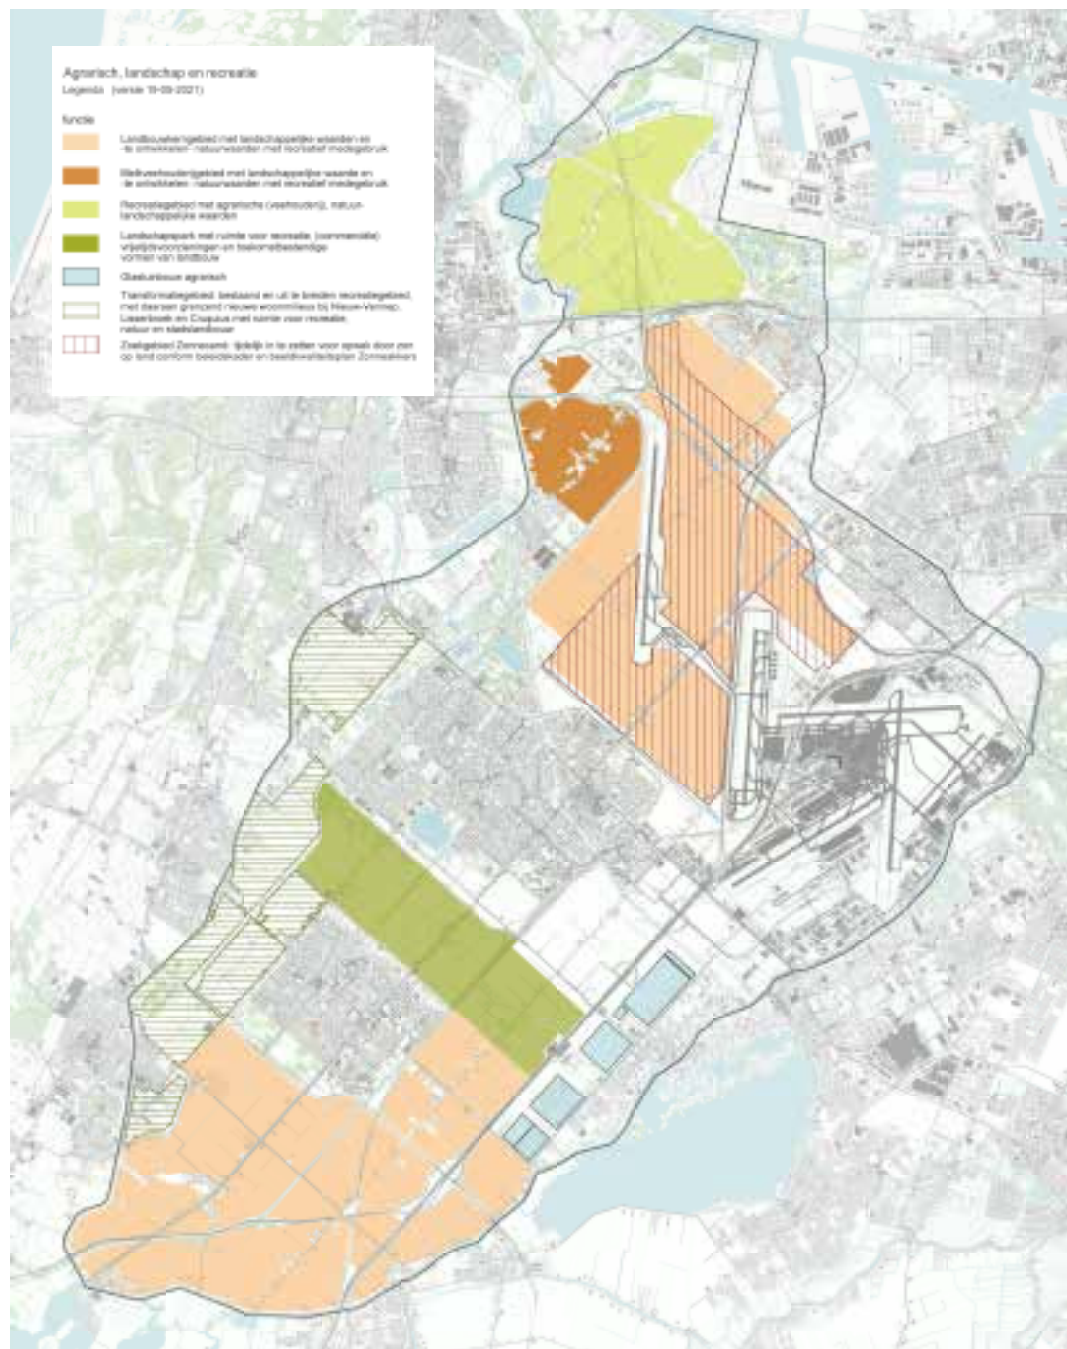 Agrarisch, landschap en recreatie
Legenda (versie 19-09-2021)
functie
Landbouwkerngebied met landschappelijke waarden en
-te ontwikkelen- natuurwaarden met recreatief medegebruik
Melkveehouderijgebied met landschappelijke waarde en
-te ontwikkelen- natuurwaarden met recreatief medegebruik
Recreatiegebied met agrarische (veehouderij), natuur-
landschappelijke waarden
Landschapspark met ruimte voor recreatie, (commerciële)
vrijetijdsvoorzieningen en toekomstbestendige
vormen van landbouw
Glastuinbouw agrarisch
Transformatiegebied: bestaand en uit te breiden recreatiegebied,
met daaraan grenzend nieuwe woonmilieus bij Nieuw-Vennep,
Lisserbroek en Cruquius met ruimte voor recreatie,
natuur en stadslandbouw
Zoekgebied Zonnecarré: tijdelijk in te zetten voor opwek door zon
op land conform beleidskader en beeldkwaliteitsplan Zonneakkers